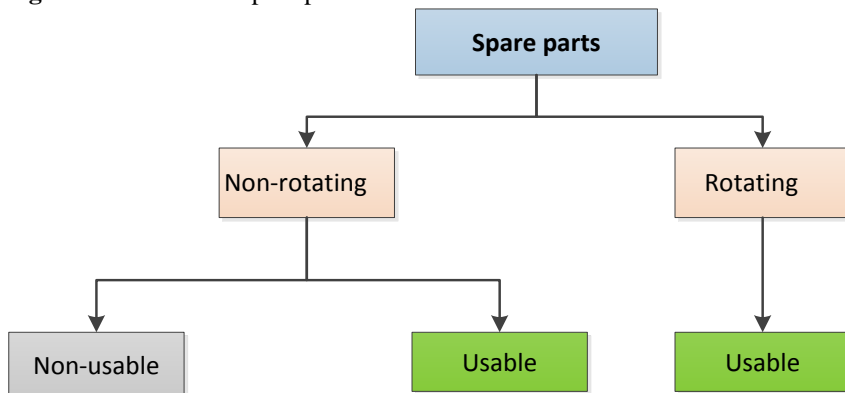 Spare parts
Non-rotating
Rotating
Non-usable
Usable
Usable